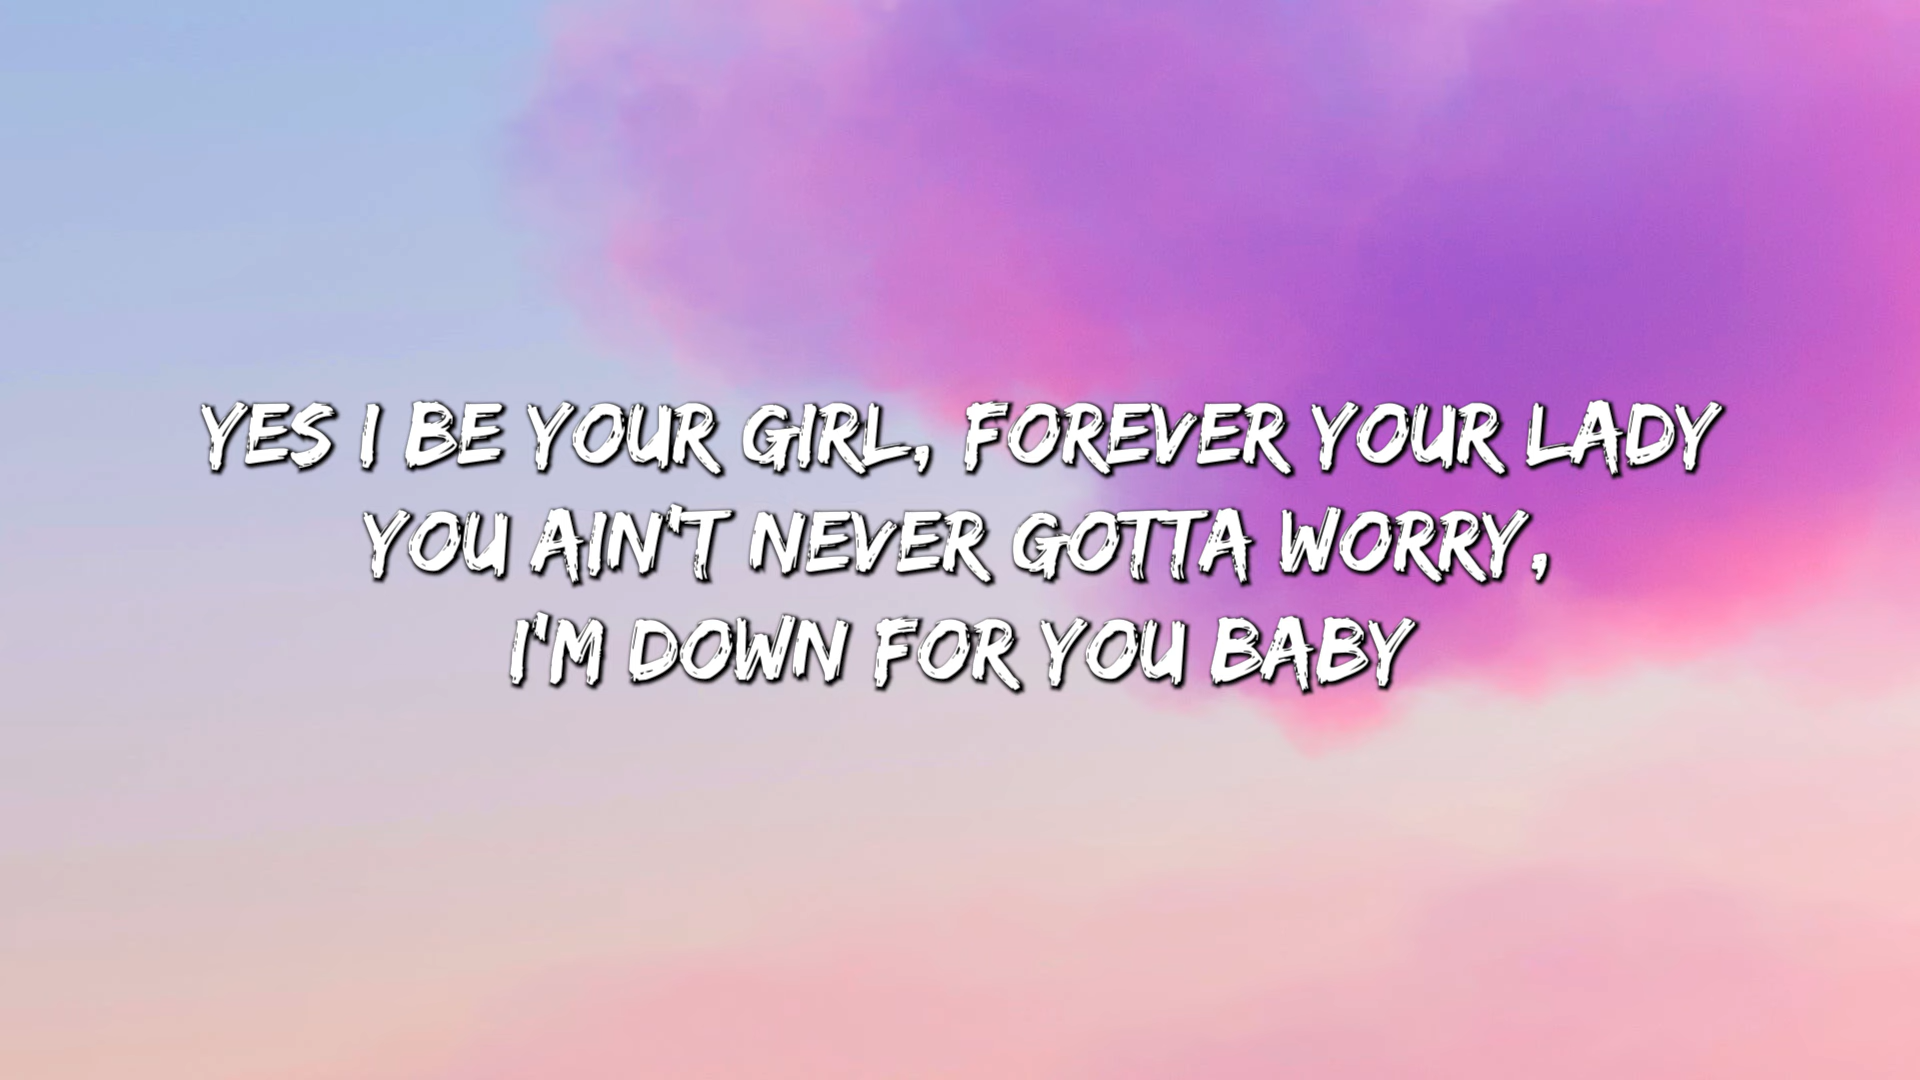 YES I BE YOUR GIRL, FOREVER YOUR LADY
YOU AIN'T NEVER GOTTA WORRY,
I'M DOWN FOR YOU BABY